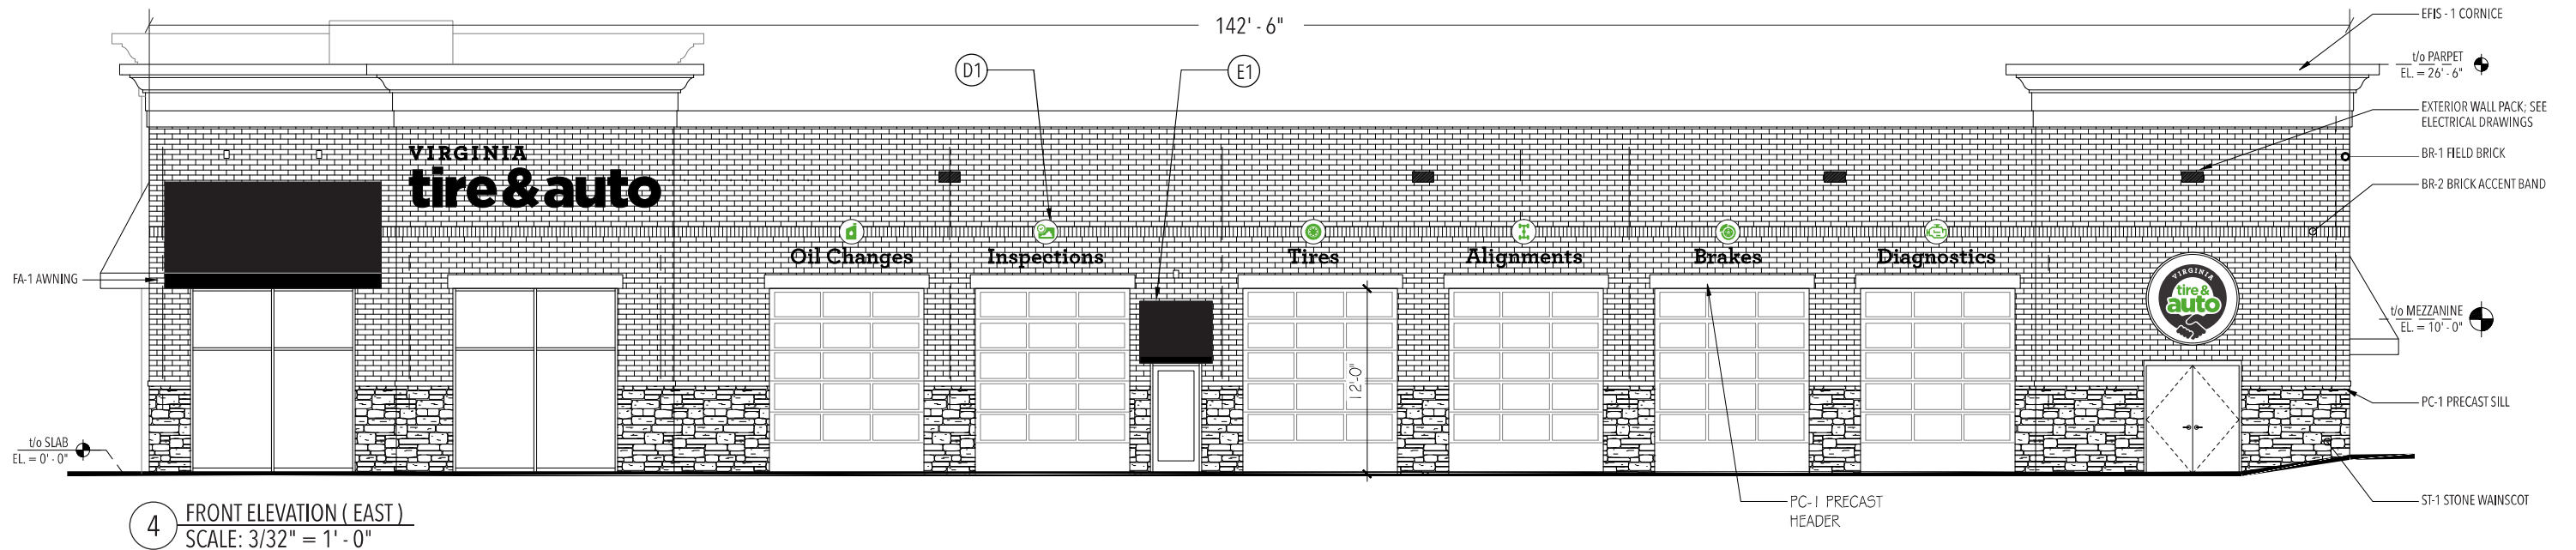 142' - 6"
EFIS - 1 CORNICE
t/o PARPET
EL. = 26' - 6"
D1
E1
EXTERIOR WALL PACK; SEE
ELECTRICAL DRAWINGS
BR-1 FIELD BRICK
BR-2 BRICK ACCENT BAND
VIRGINIA
tire & auto
Oil Changes
Inspections
Tires
Alignments
Brakes
Diagnostics
FA-1 AWNING
VIRGINIA
tire &
auto
t/o MEZZANINE
EL. = 10' - 0"
12'-0"
PC-1 PRECAST SILL
t/o SLAB
EL. = 0' - 0"
PC-1 PRECAST
HEADER
ST-1 STONE WAINSCOT
4
FRONT ELEVATION ( EAST )
SCALE: 3/32" = 1' - 0"